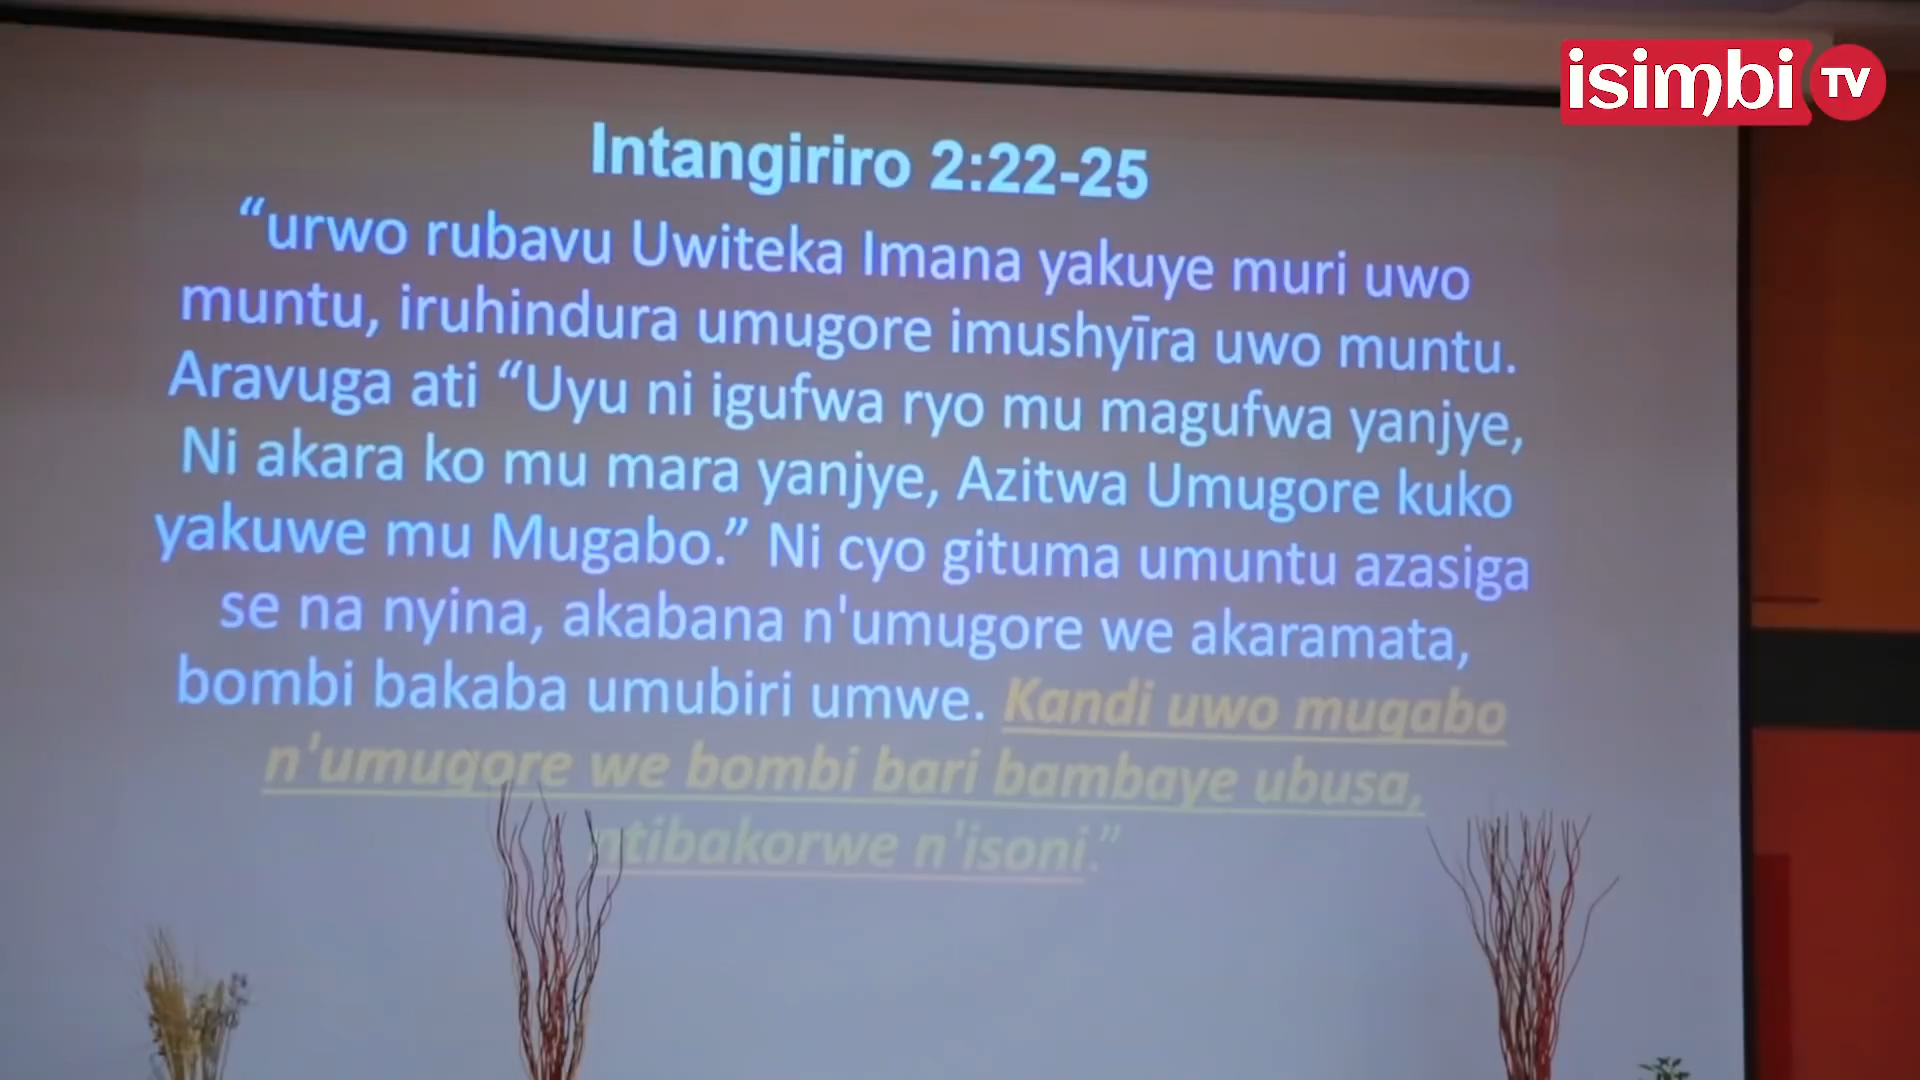 isimbi TV
Intangiriro 2:22-25
“urwo rubavu Uwiteka Imana yakuye muri uwo
muntu, iruhindura umugore imushyīra uwo muntu.
Aravuga ati “Uyu ni igufwa ryo mu magufwa yanjye,
Ni akara ko mu mara yanjye, Azitwa Umugore kuko
yakuwe mu Mugabo.” Ni cyo gituma umuntu azasiga
se na nyina, akabana n'umugore we akaramata,
bombi bakaba umubiri umwe. Kandi uwo mugabo
n'umugore we bombi bari bambaye ubusa,
ntibakorwe n'isoni.”